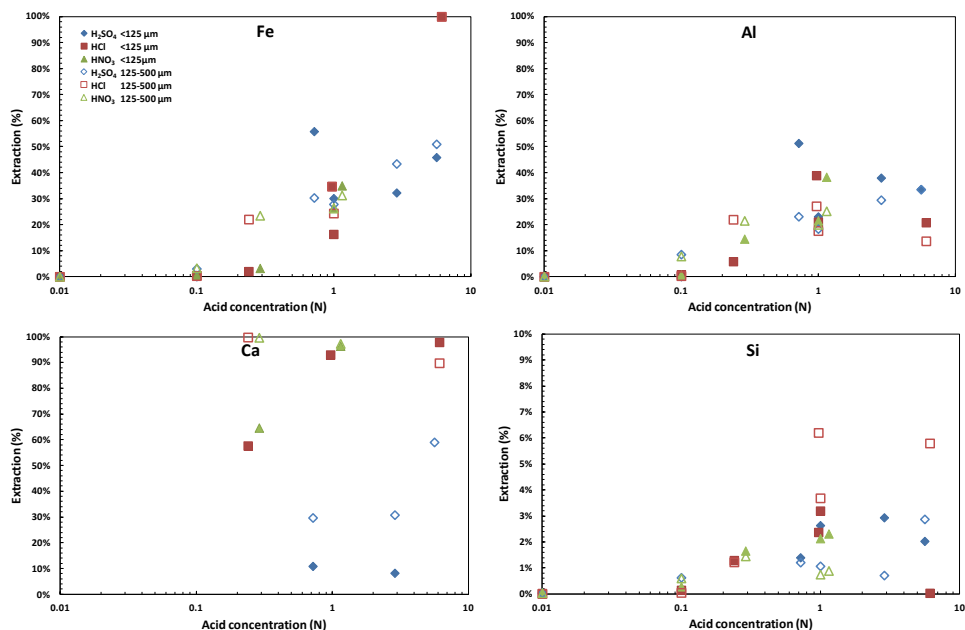 Fe
100%
90%
80%
70%
60%
50%
40%
30%
20%
10%
0%
Extraction (%)
H₂SO₄ <125 µm
HCl <125 µm
HNO₃ <125µm
H₂SO₄ 125-500 µm
HCl 125-500 µm
HNO₃ 125-500 µm
0.01 0.1 1 10
Acid concentration (N)
Al
100%
90%
80%
70%
60%
50%
40%
30%
20%
10%
0%
Extraction (%)
0.01 0.1 1 10
Acid concentration (N)
Ca
100%
90%
80%
70%
60%
50%
40%
30%
20%
10%
0%
Extraction (%)
0.01 0.1 1 10
Acid concentration (N)
Si
10%
9%
8%
7%
6%
5%
4%
3%
2%
1%
0%
Extraction (%)
0.01 0.1 1 10
Acid concentration (N)